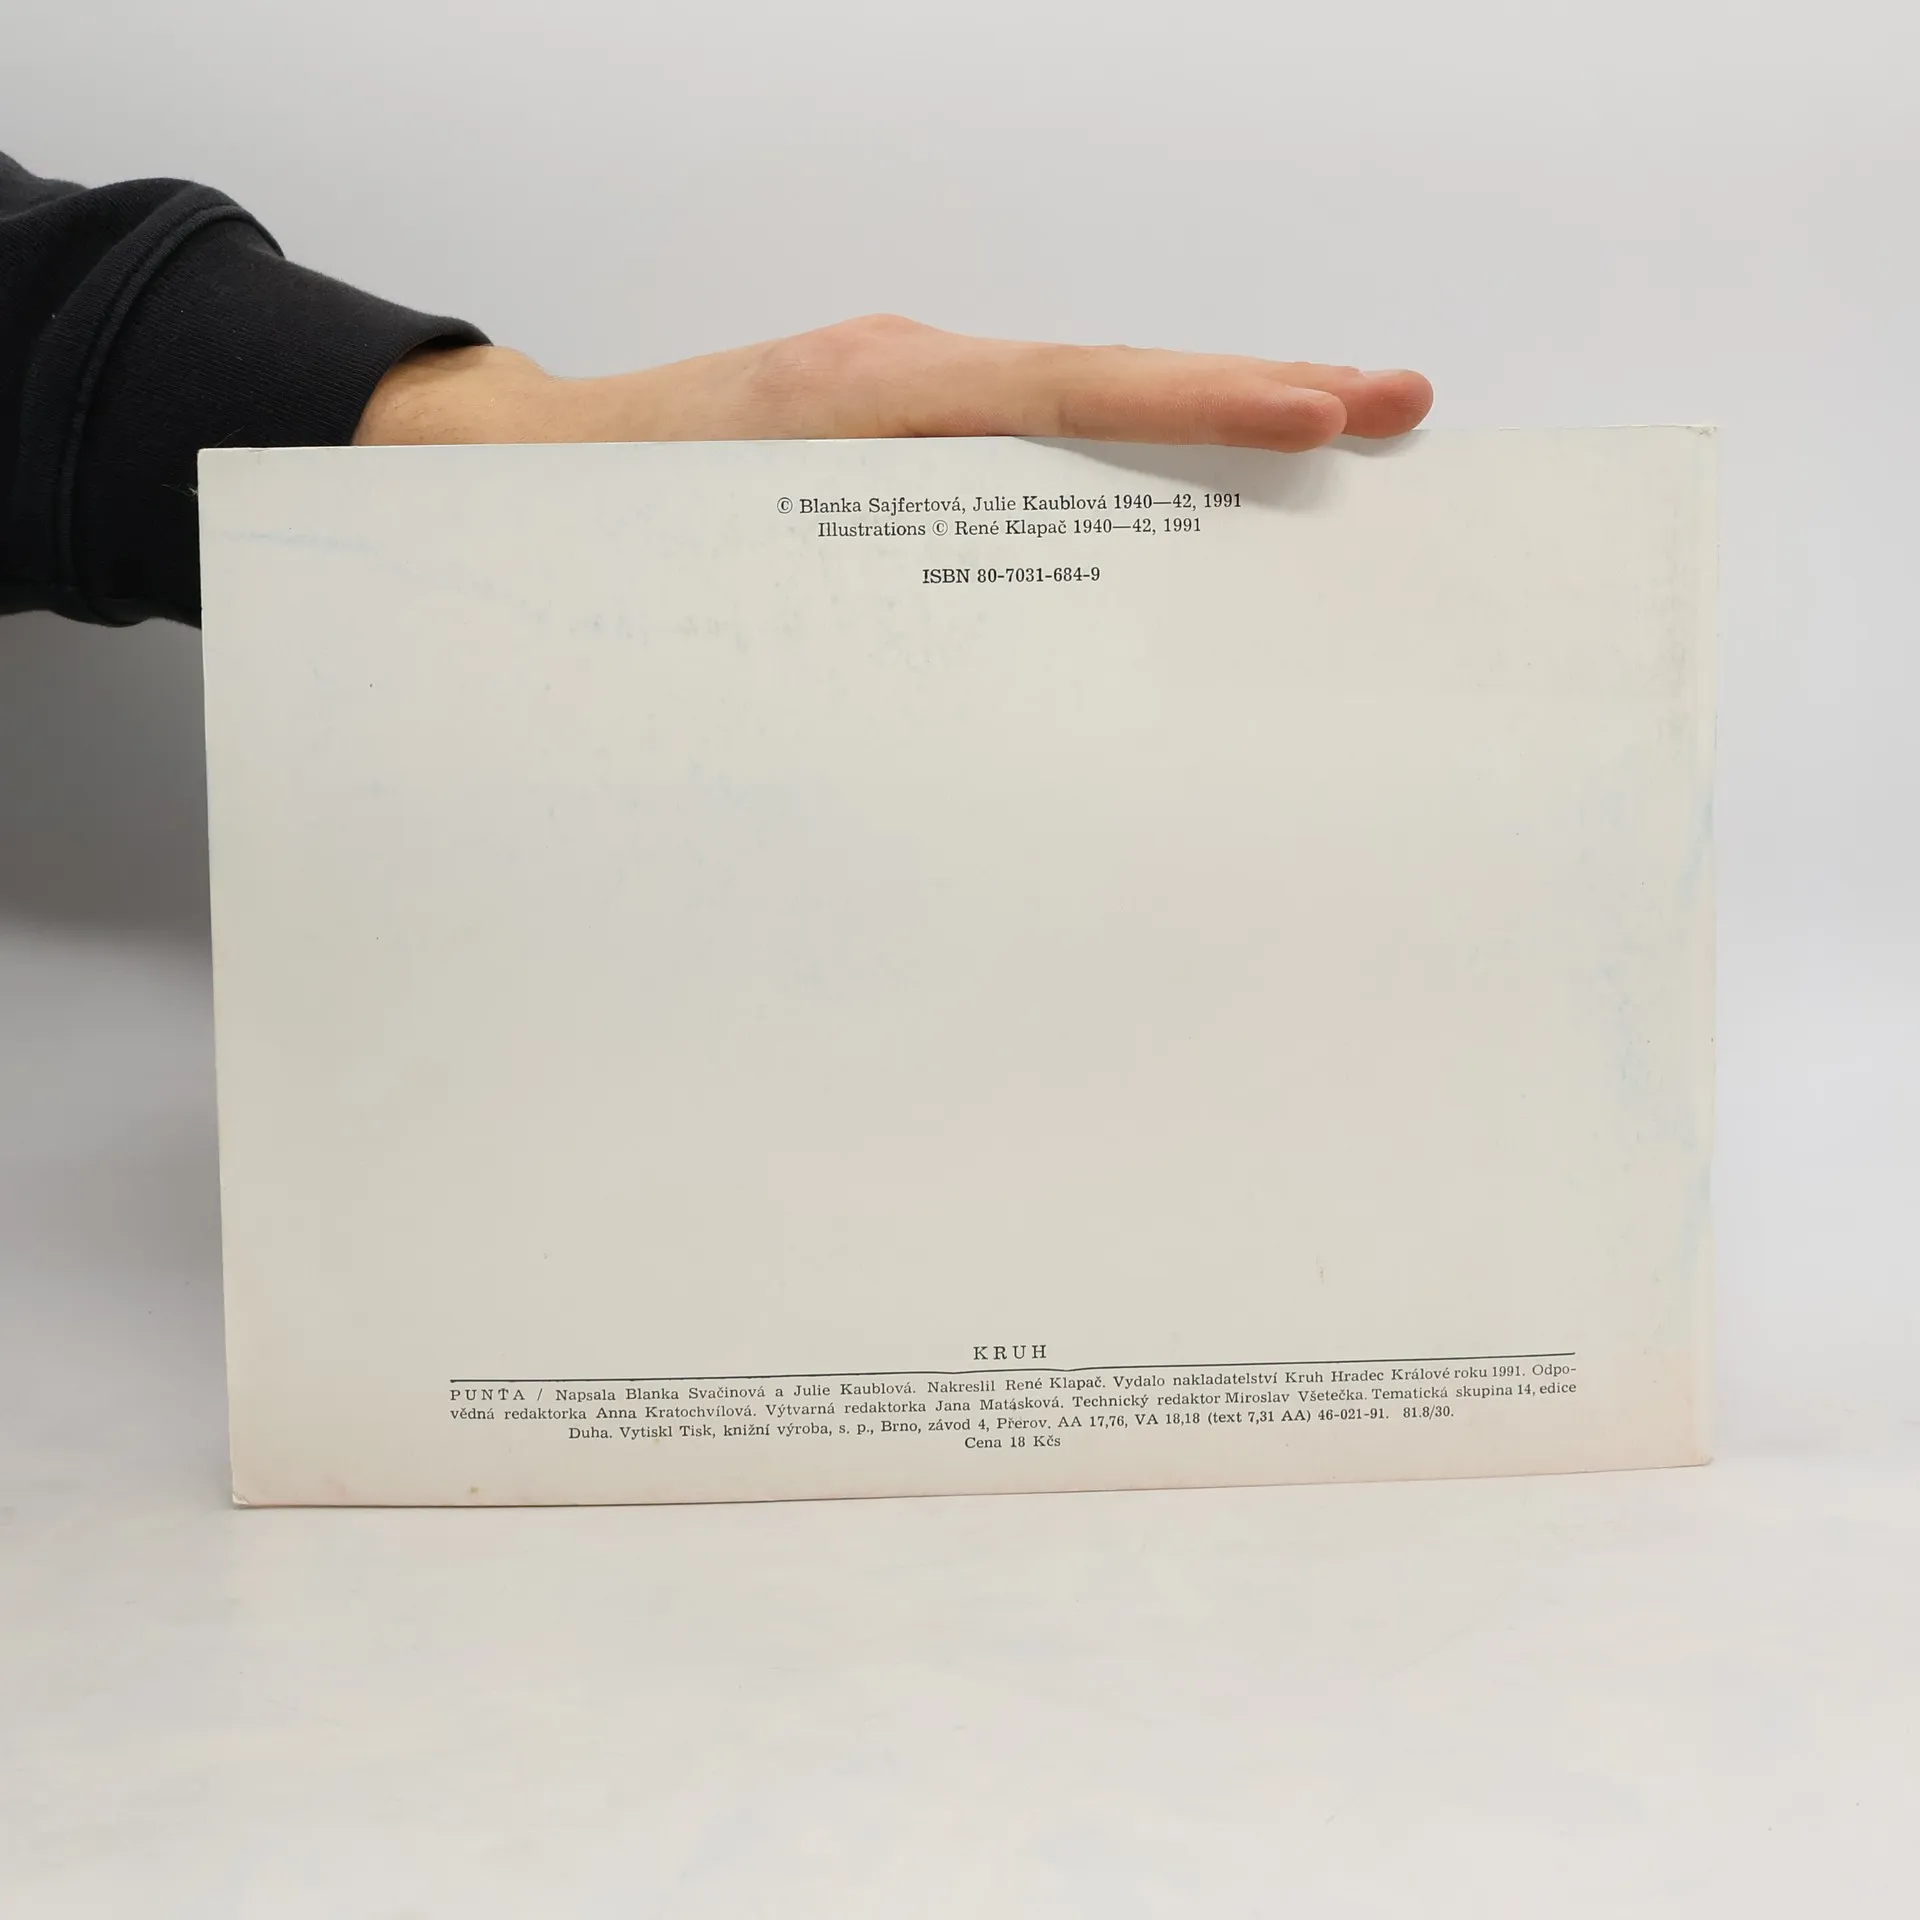 © Blanka Sajfertová, Julie Kaublová 1940—42, 1991
Illustrations © René Klapač 1940—42, 1991
ISBN 80-7031-684-9
KRUH
PUNŤA / Napsala Blanka Svačinová a Julie Kaublová. Nakreslil René Klapač. Vydalo nakladatelství Kruh Hradec Králové roku 1991. Odpo-
vědná redaktorka Anna Kratochvílová. Výtvarná redaktorka Jana Matásková. Technický redaktor Miroslav Všetečka. Tematická skupina 14, edice
Duha. Vytiskl Tisk, knižní výroba, s. p., Brno, závod 4, Přerov. AA 17,76, VA 18,18 (text 7,31 AA) 46-021-91. 81.8/30.
Cena 18 Kčs